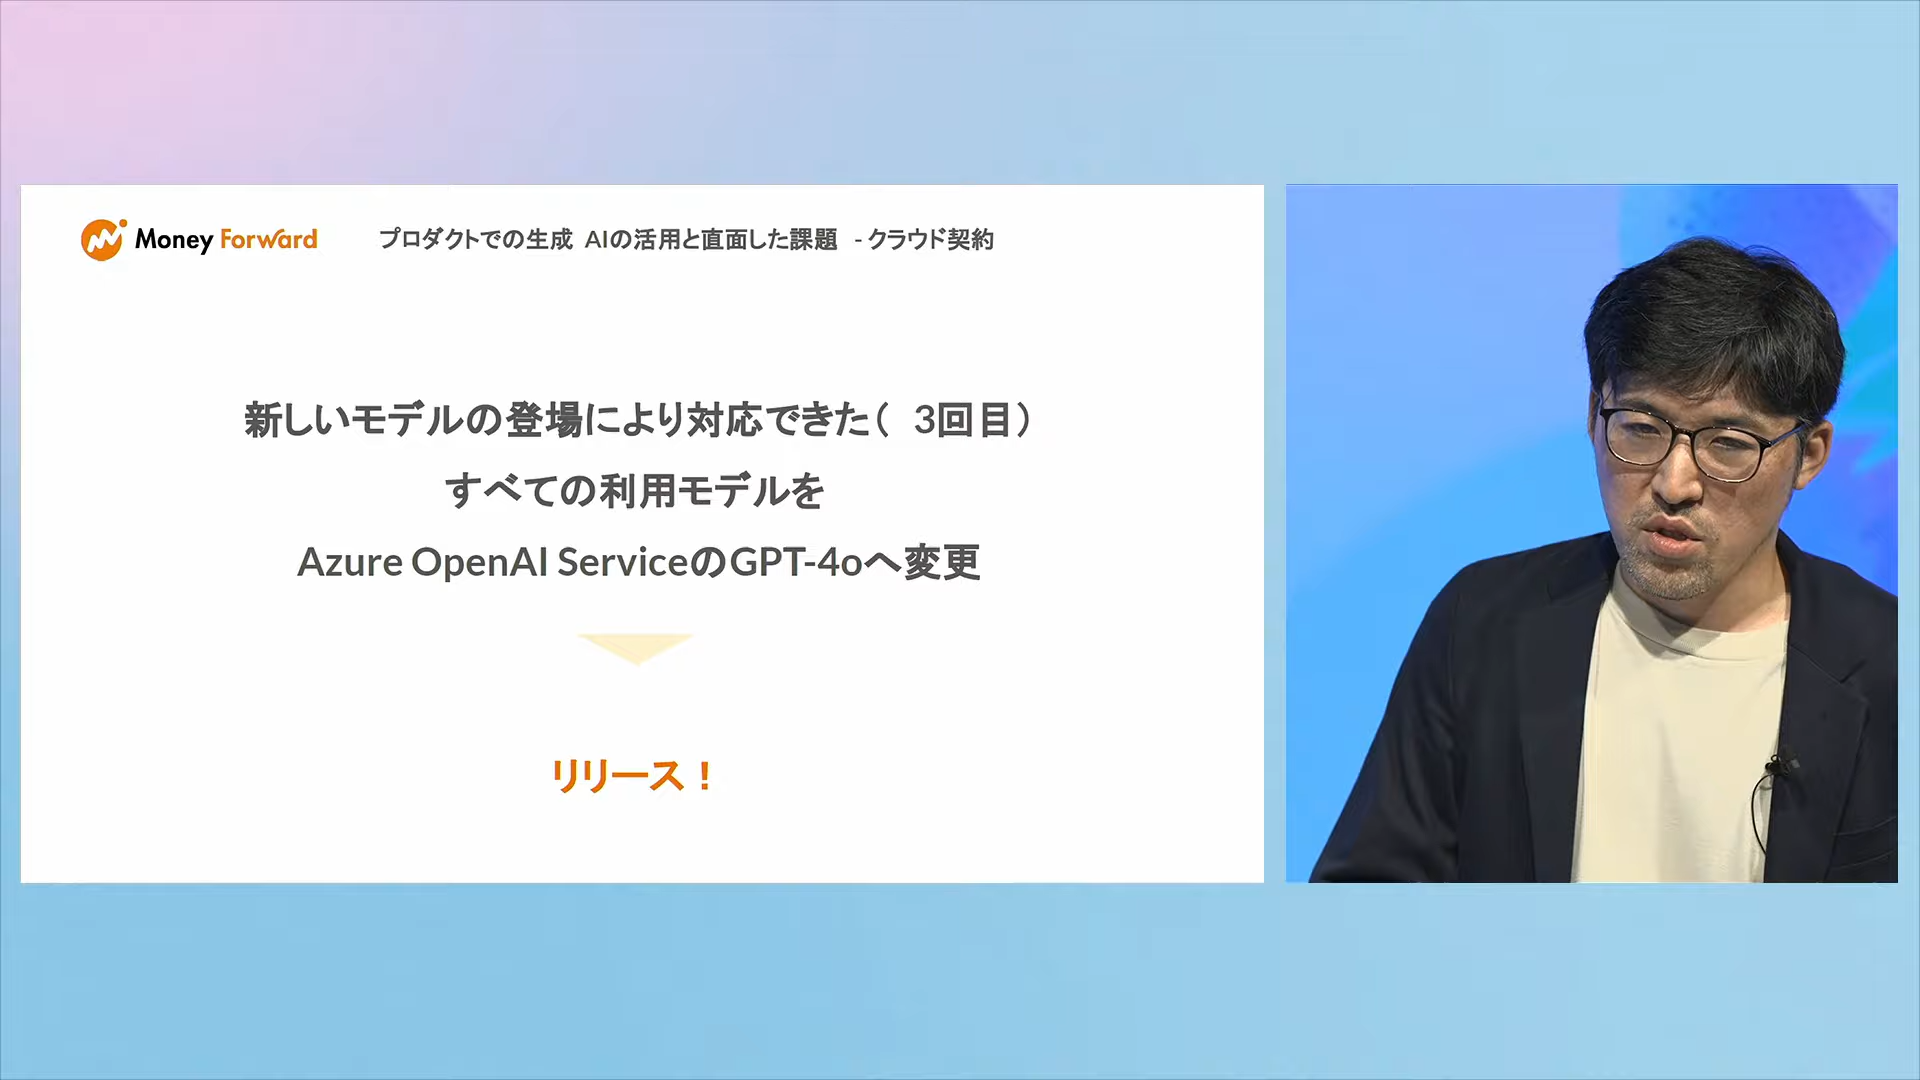 Money Forward
プロダクトでの生成 AIの活用と直面した課題 - クラウド契約
新しいモデルの登場により対応できた( 3回目)
すべての利用モデルを
Azure OpenAI ServiceのGPT-4oへ変更
リリース！